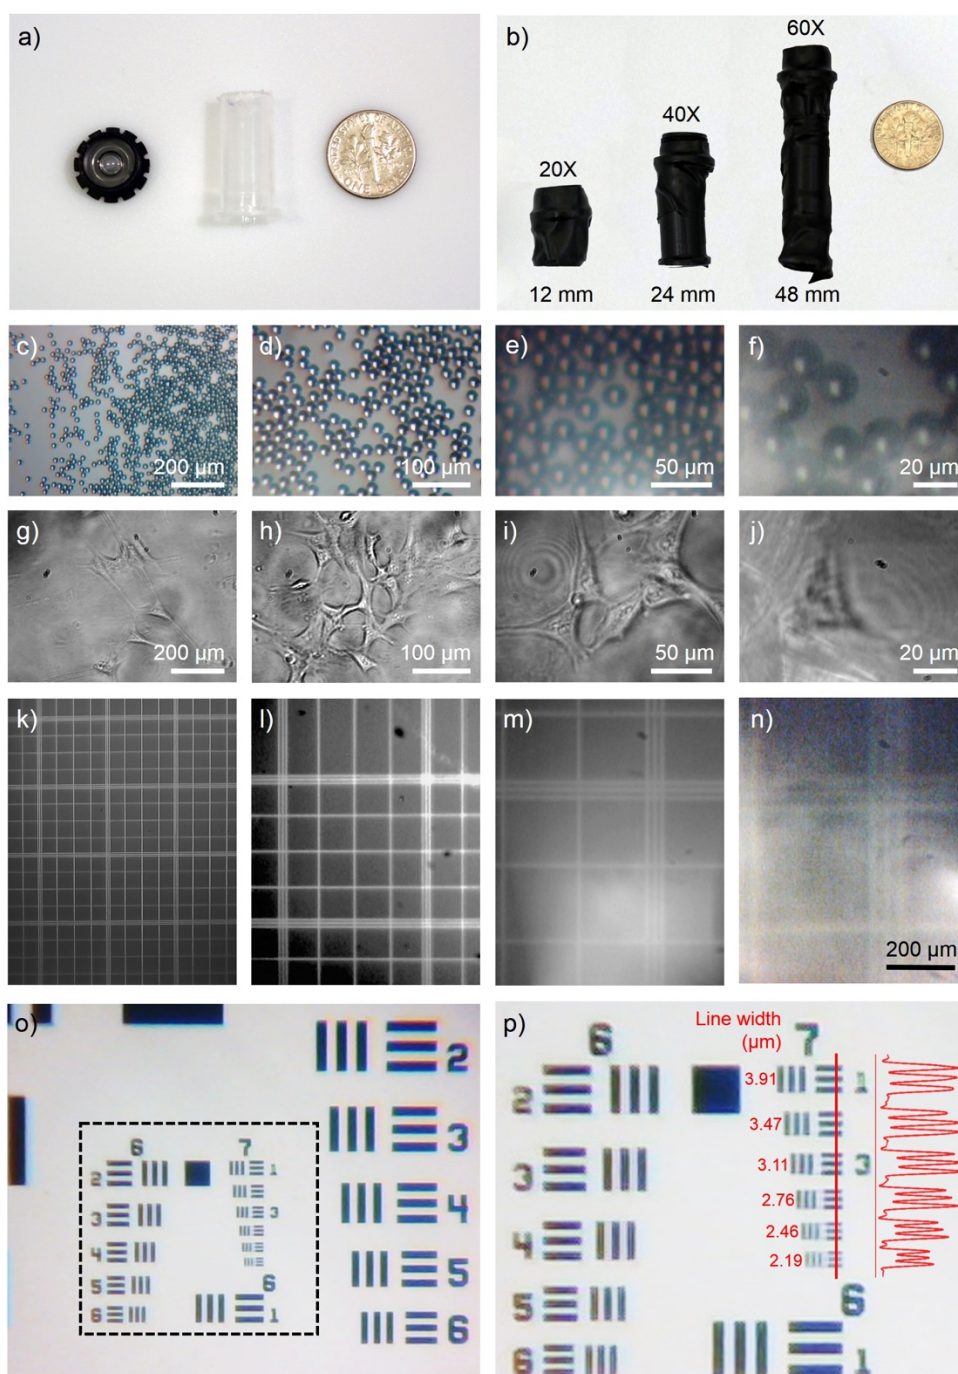 a)
ONE DIME
b)
20X
40X
60X
12 mm
24 mm
48 mm
c)
200 µm
d)
100 µm
e)
50 µm
f)
20 µm
g)
200 µm
h)
100 µm
i)
50 µm
j)
20 µm
k)
l)
m)
n)
200 µm
o)
2
3
4
5
6
6
7
2
1
3
3
4
5
6
6
1
p)
Line width
(µm)
6
7
2
3
4
5
6
3.91
3.47
3.11
2.76
2.46
2.19
1
3
6
1